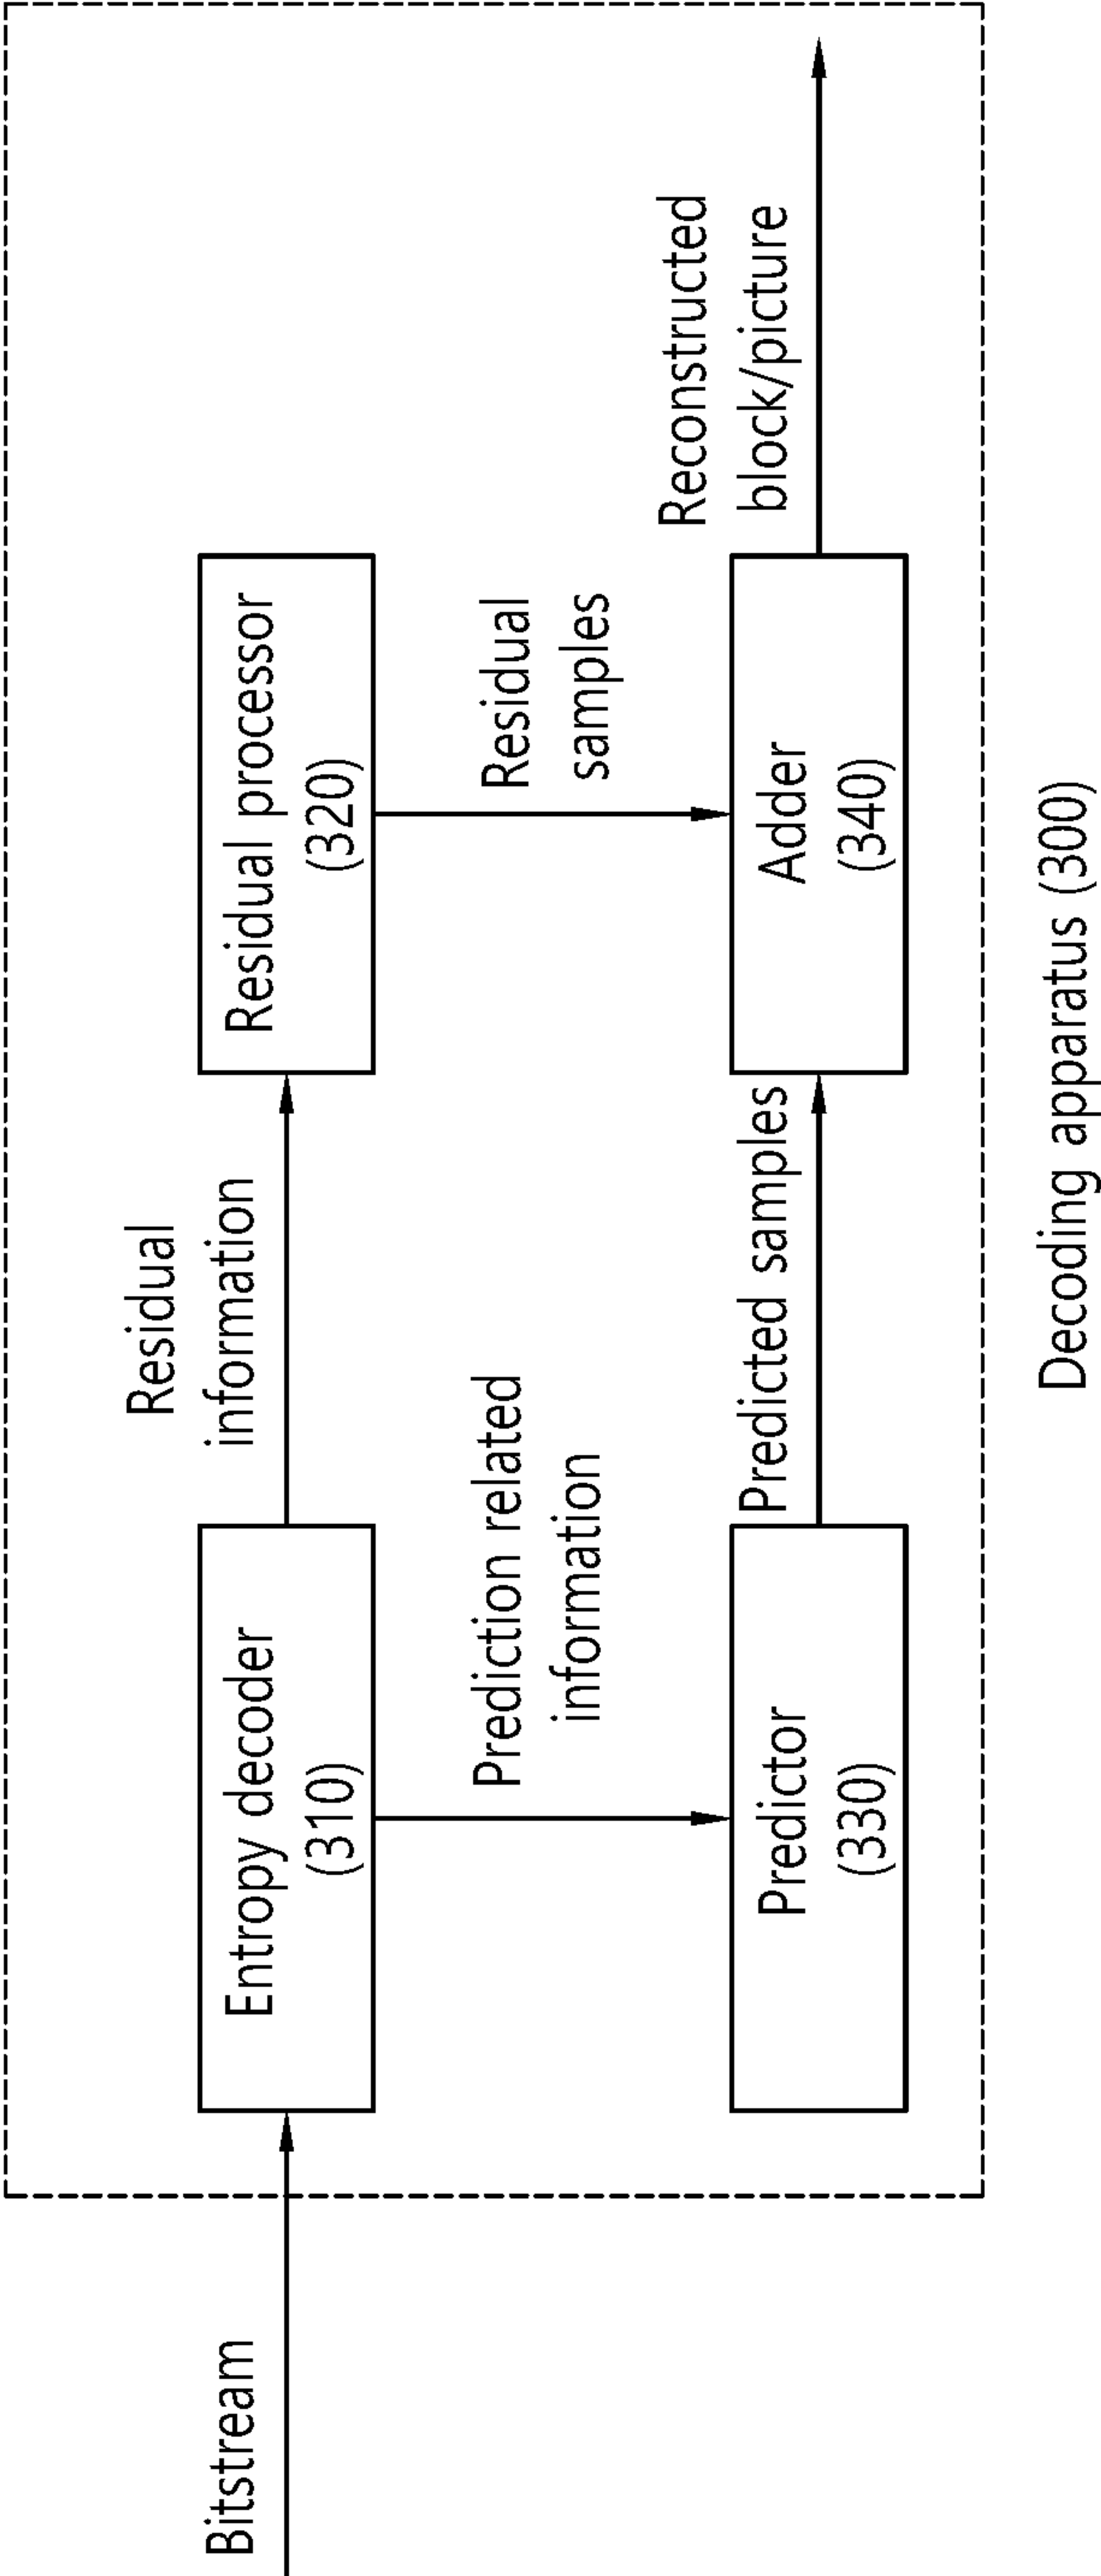 Bitstream
Entropy decoder
(310)
Residual
information
Residual processor
(320)
Prediction related
information
Residual
samples
Predictor
(330)
Predicted samples
Adder
(340)
Reconstructed
block/picture
Decoding apparatus (300)